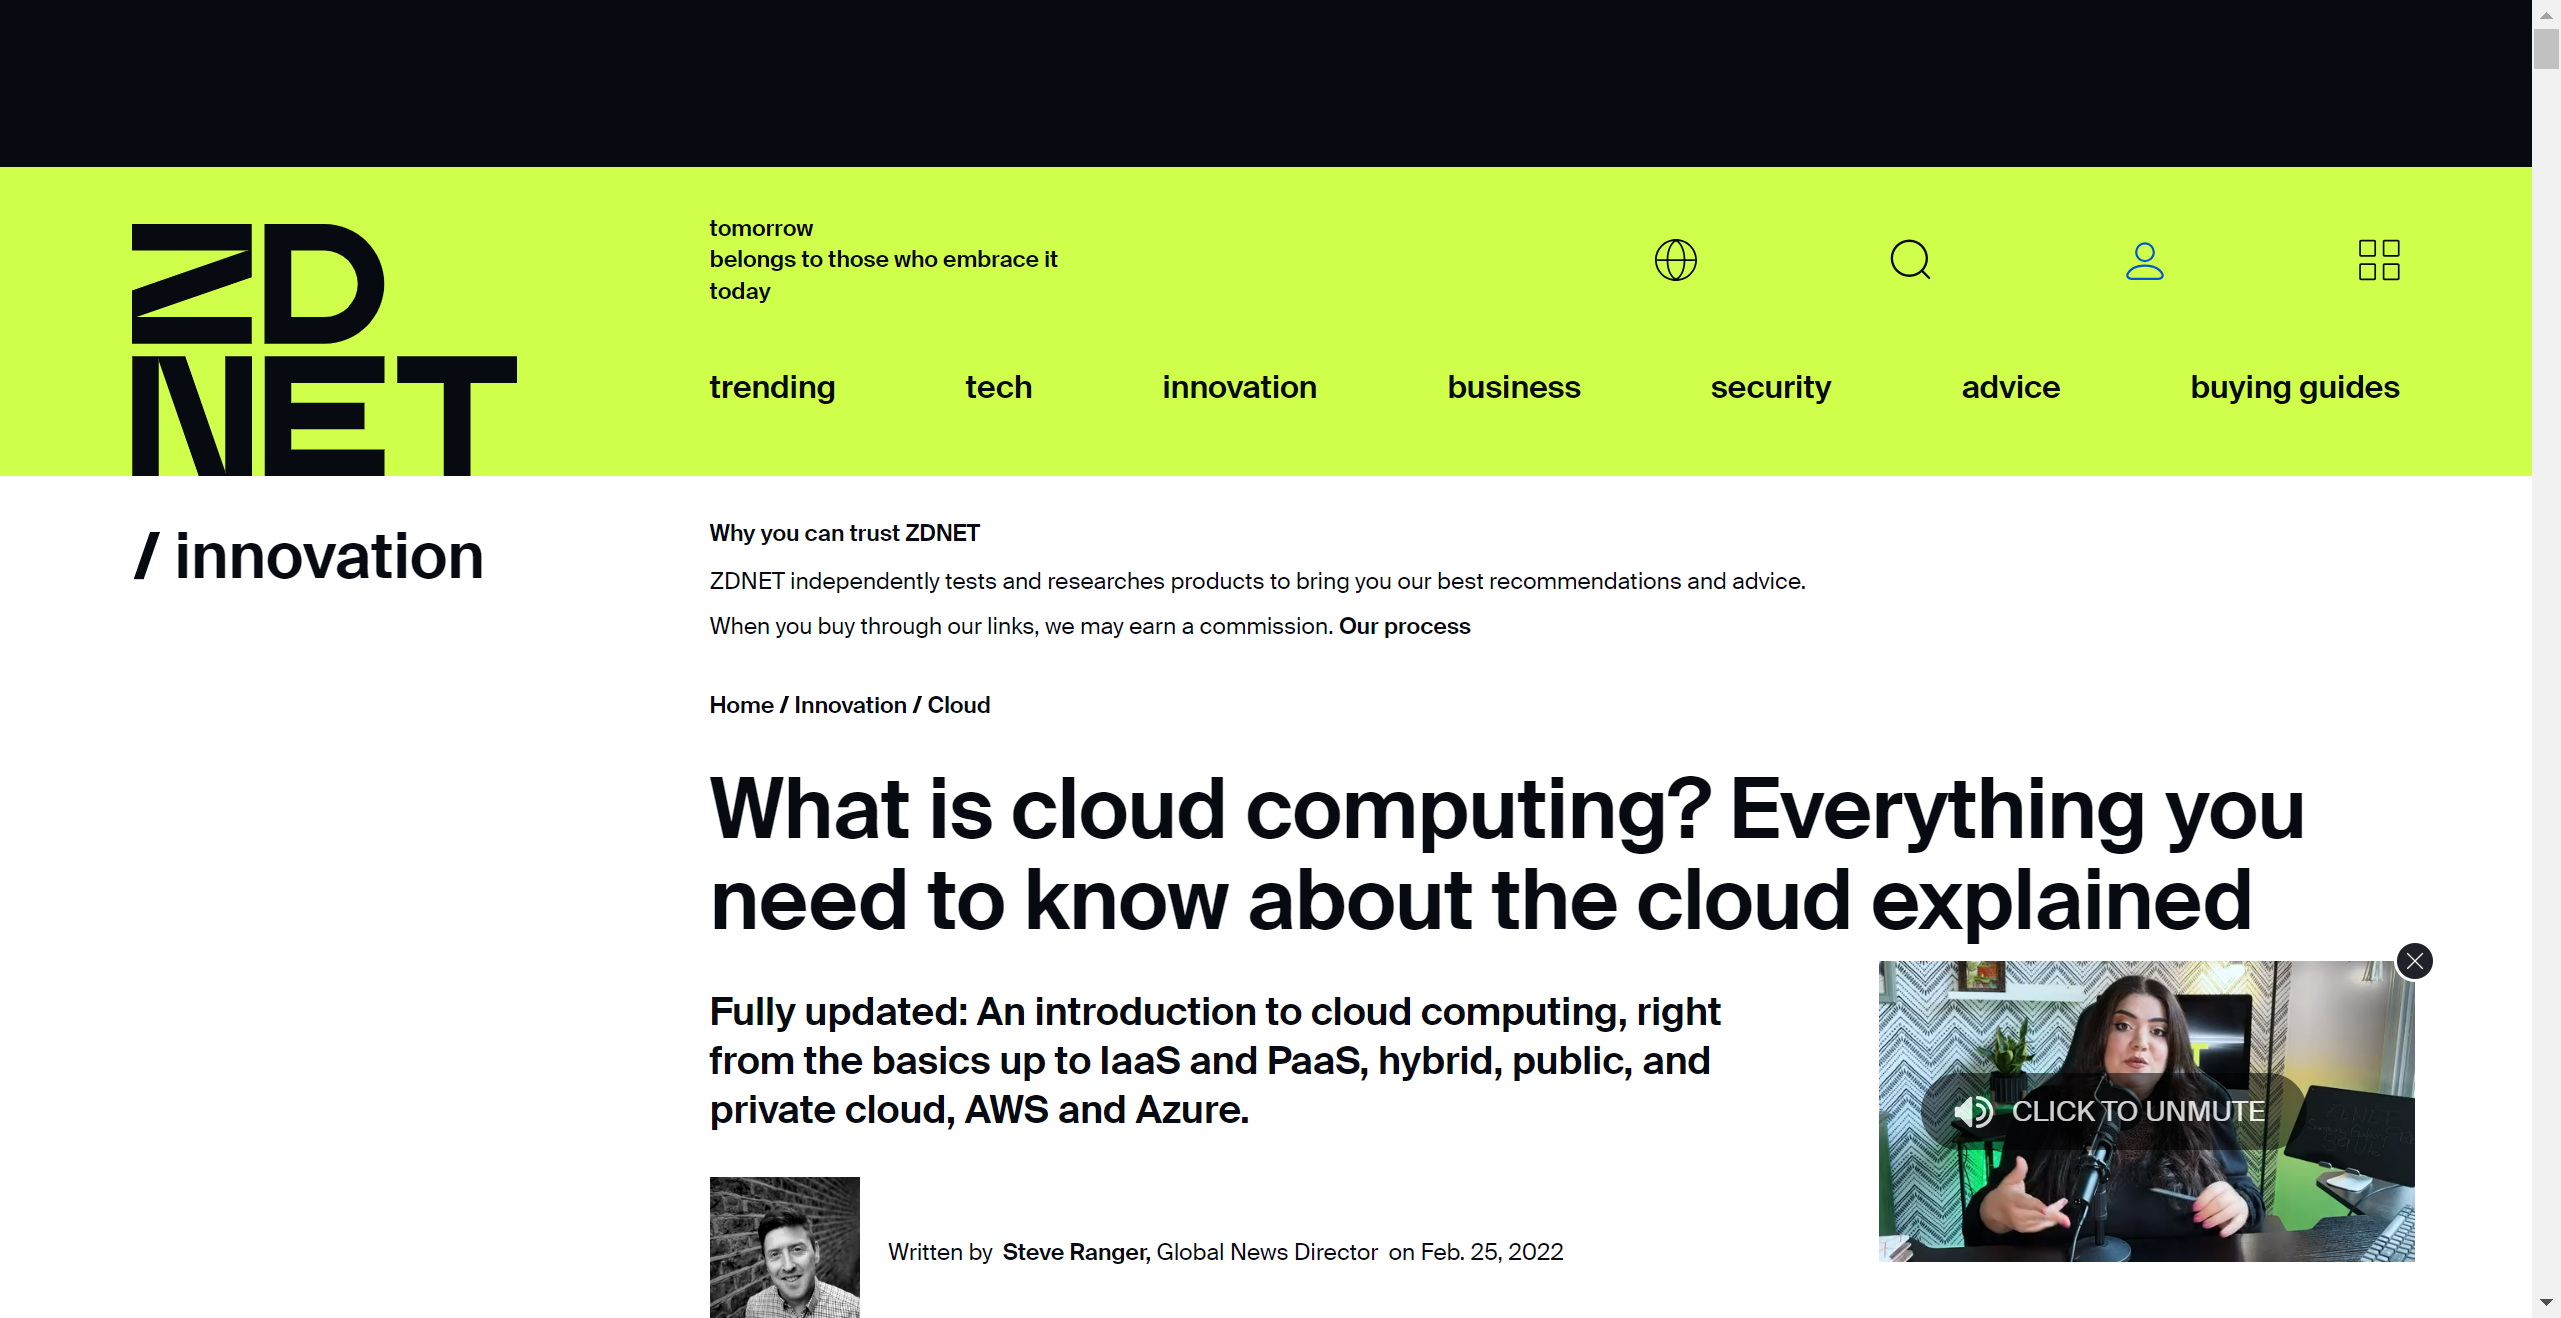 ZD
NET
tomorrow
belongs to those who embrace it
today
trending tech innovation business security advice buying guides
/ innovation
Why you can trust ZDNET
ZDNET independently tests and researches products to bring you our best recommendations and advice.
When you buy through our links, we may earn a commission. Our process
Home / Innovation / Cloud
What is cloud computing? Everything you
need to know about the cloud explained
Fully updated: An introduction to cloud computing, right
from the basics up to IaaS and PaaS, hybrid, public, and
private cloud, AWS and Azure.
CLICK TO UNMUTE
Written by Steve Ranger, Global News Director on Feb. 25, 2022